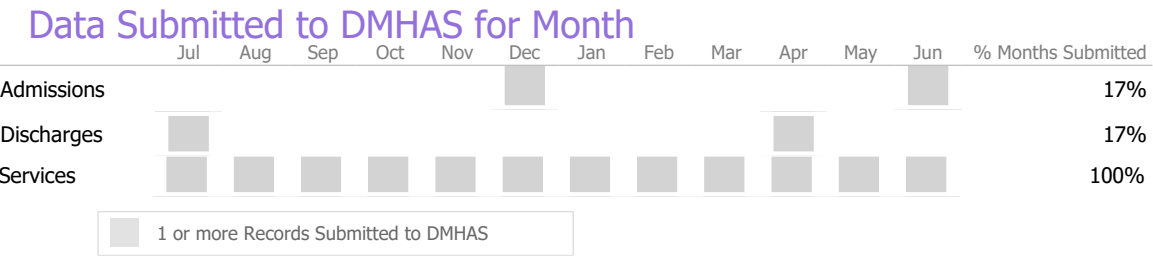 Data Submitted to DMHAS for Month
Jul Aug Sep Oct Nov Dec Jan Feb Mar Apr May Jun % Months Submitted
Admissions 17%
Discharges 17%
Services 100%
1 or more Records Submitted to DMHAS